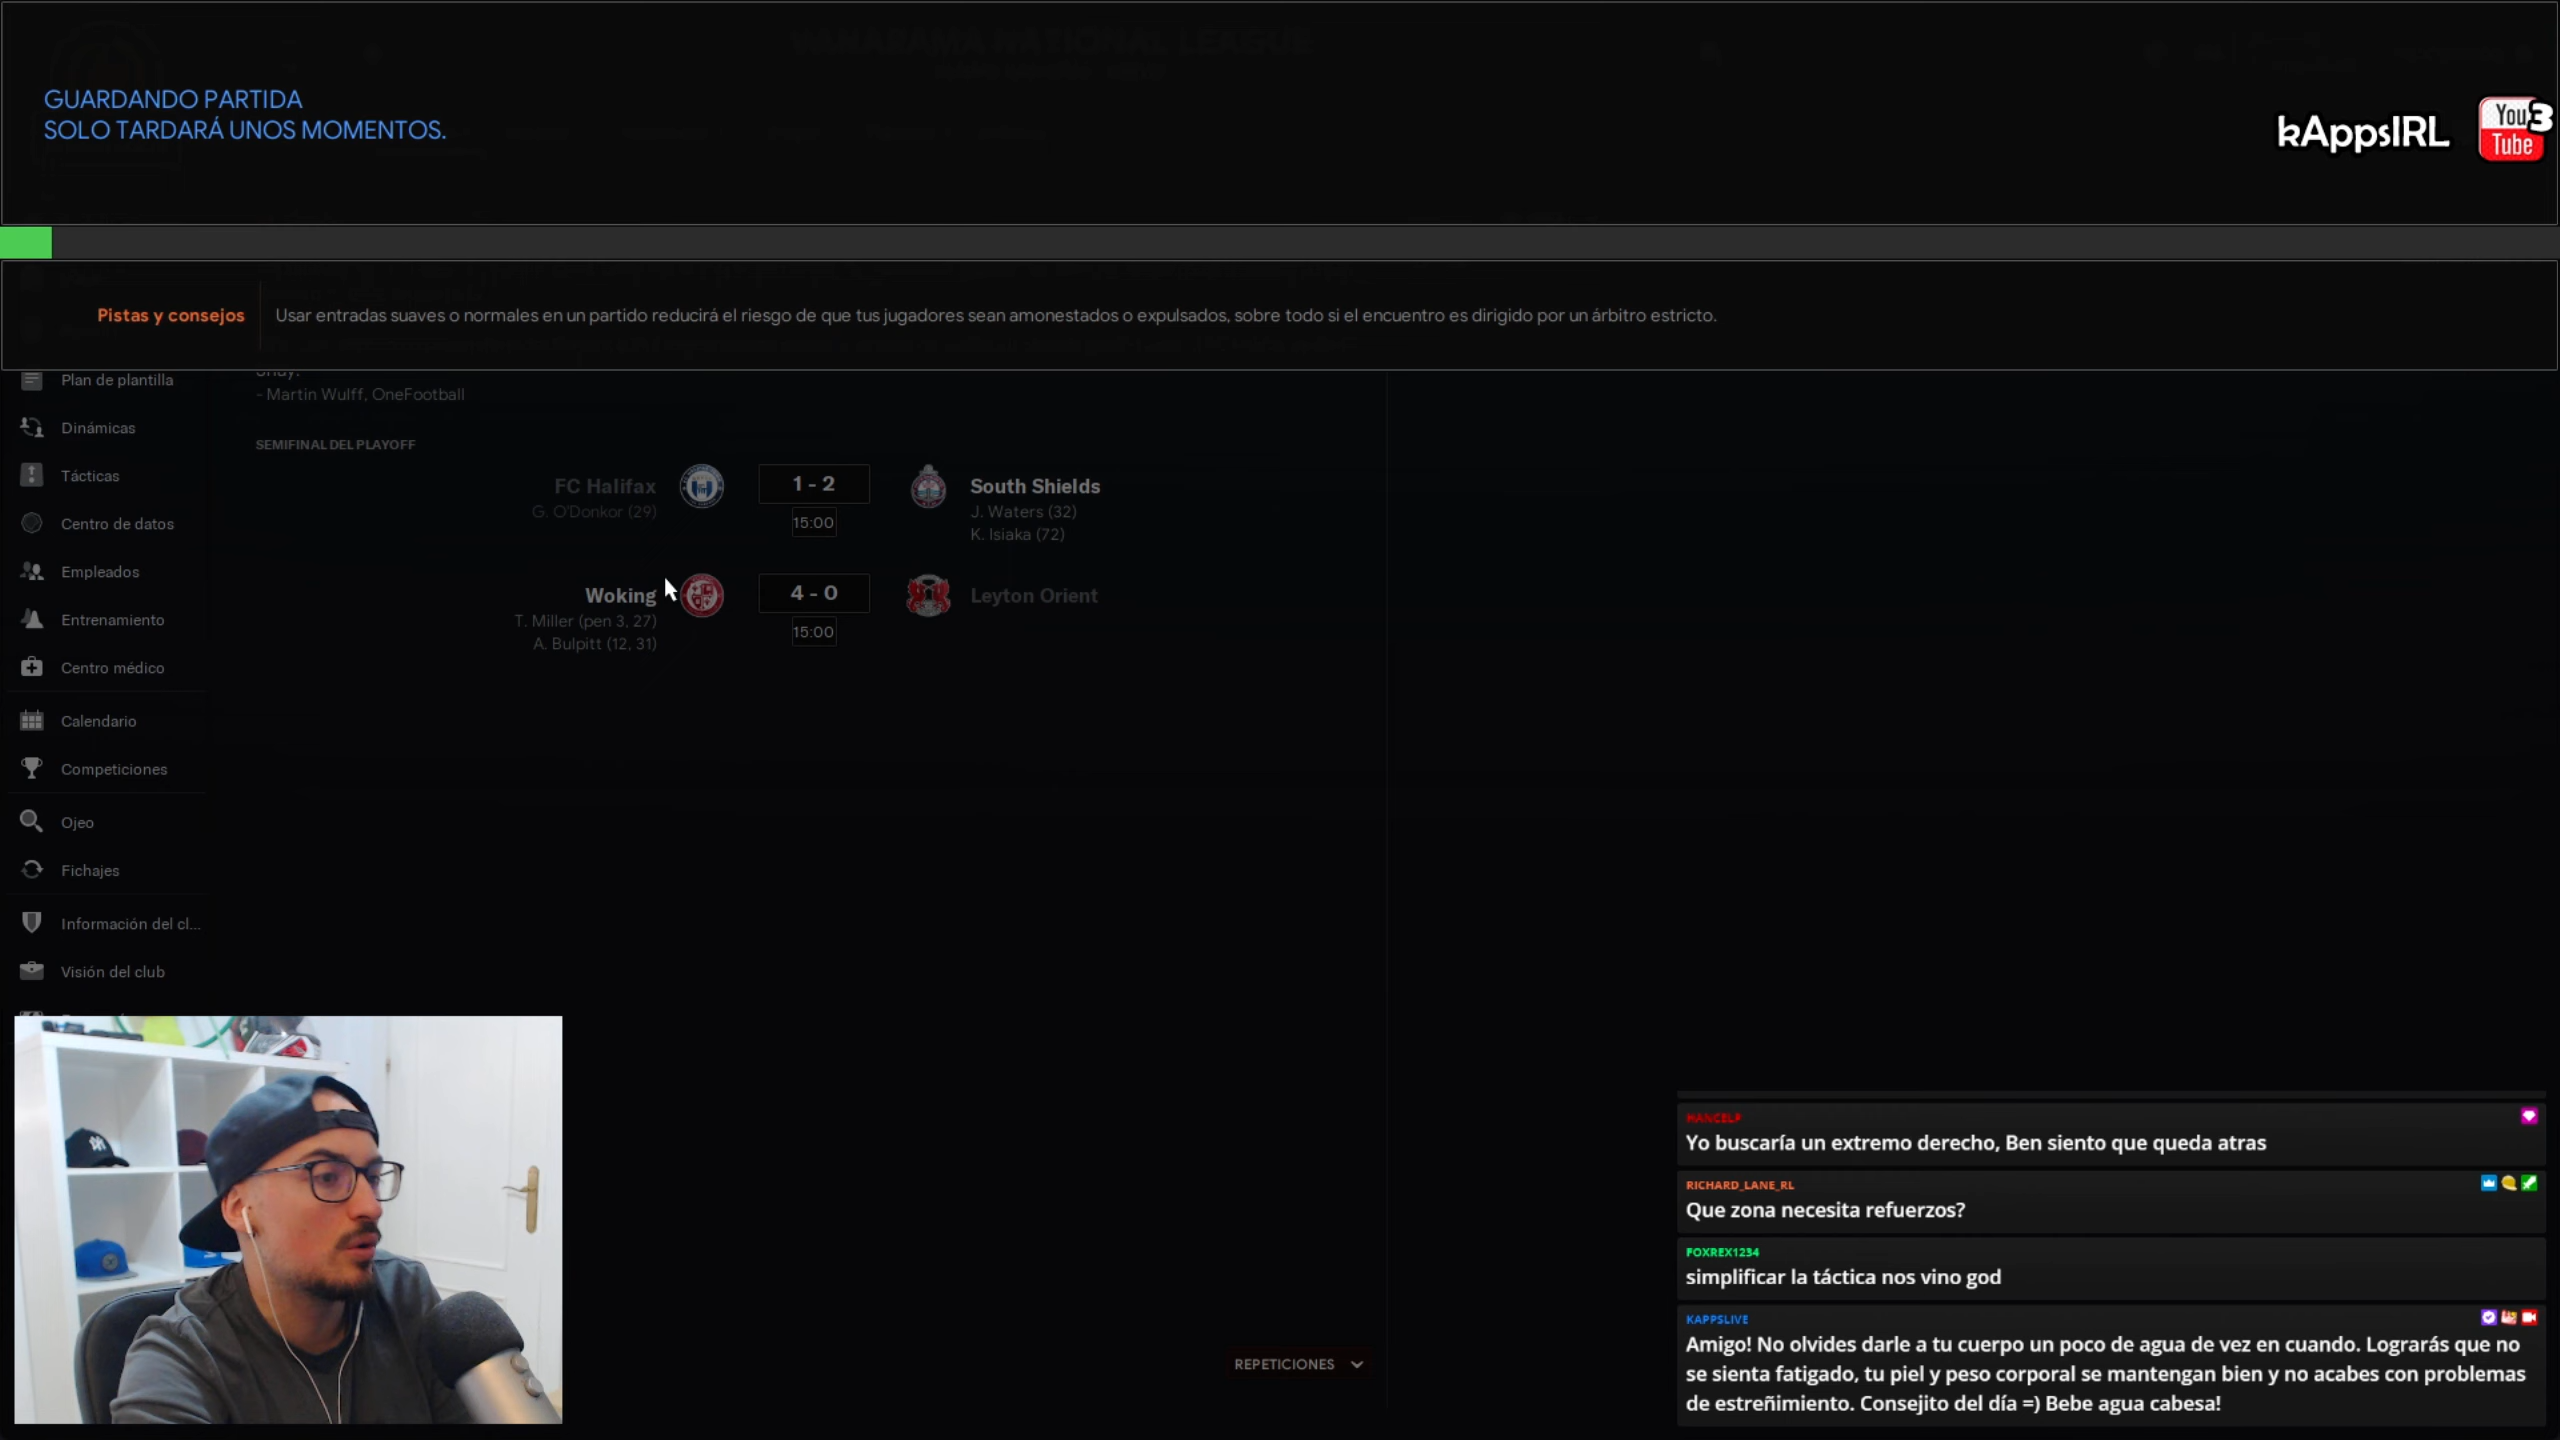 VANARAMA NATIONAL LEAGUE
GUARDANDO PARTIDA
SOLO TARDARÁ UNOS MOMENTOS.
kAppsIRL
You
Tube
3
Pistas y consejos
Usar entradas suaves o normales en un partido reducirá el riesgo de que tus jugadores sean amonestados o expulsados, sobre todo si el encuentro es dirigido por un árbitro estricto.
Plan de plantilla
Dinámicas
Tácticas
Centro de datos
Empleados
Entrenamiento
Centro médico
Calendario
Competiciones
Ojeo
Fichajes
Información del cl...
Visión del club
- Martin Wulff, OneFootball
SEMIFINAL DEL PLAYOFF
FC Halifax 1 - 2 South Shields
G. O'Donkor (29) 15:00 J. Waters (32)
K. Isiaka (72)
Woking 4 - 0 Leyton Orient
T. Miller (pen 3, 27) 15:00
A. Bulpitt (12, 31)
REPETICIONES
HANCELP
Yo buscaría un extremo derecho, Ben siento que queda atras
RICHARD_LANE_RL
Que zona necesita refuerzos?
FOXREX1234
simplificar la táctica nos vino god
KAPPSLIVE
Amigo! No olvides darle a tu cuerpo un poco de agua de vez en cuando. Lograrás que no
se sienta fatigado, tu piel y peso corporal se mantengan bien y no acabes con problemas
de estreñimiento. Consejito del día =) Bebe agua cabesa!